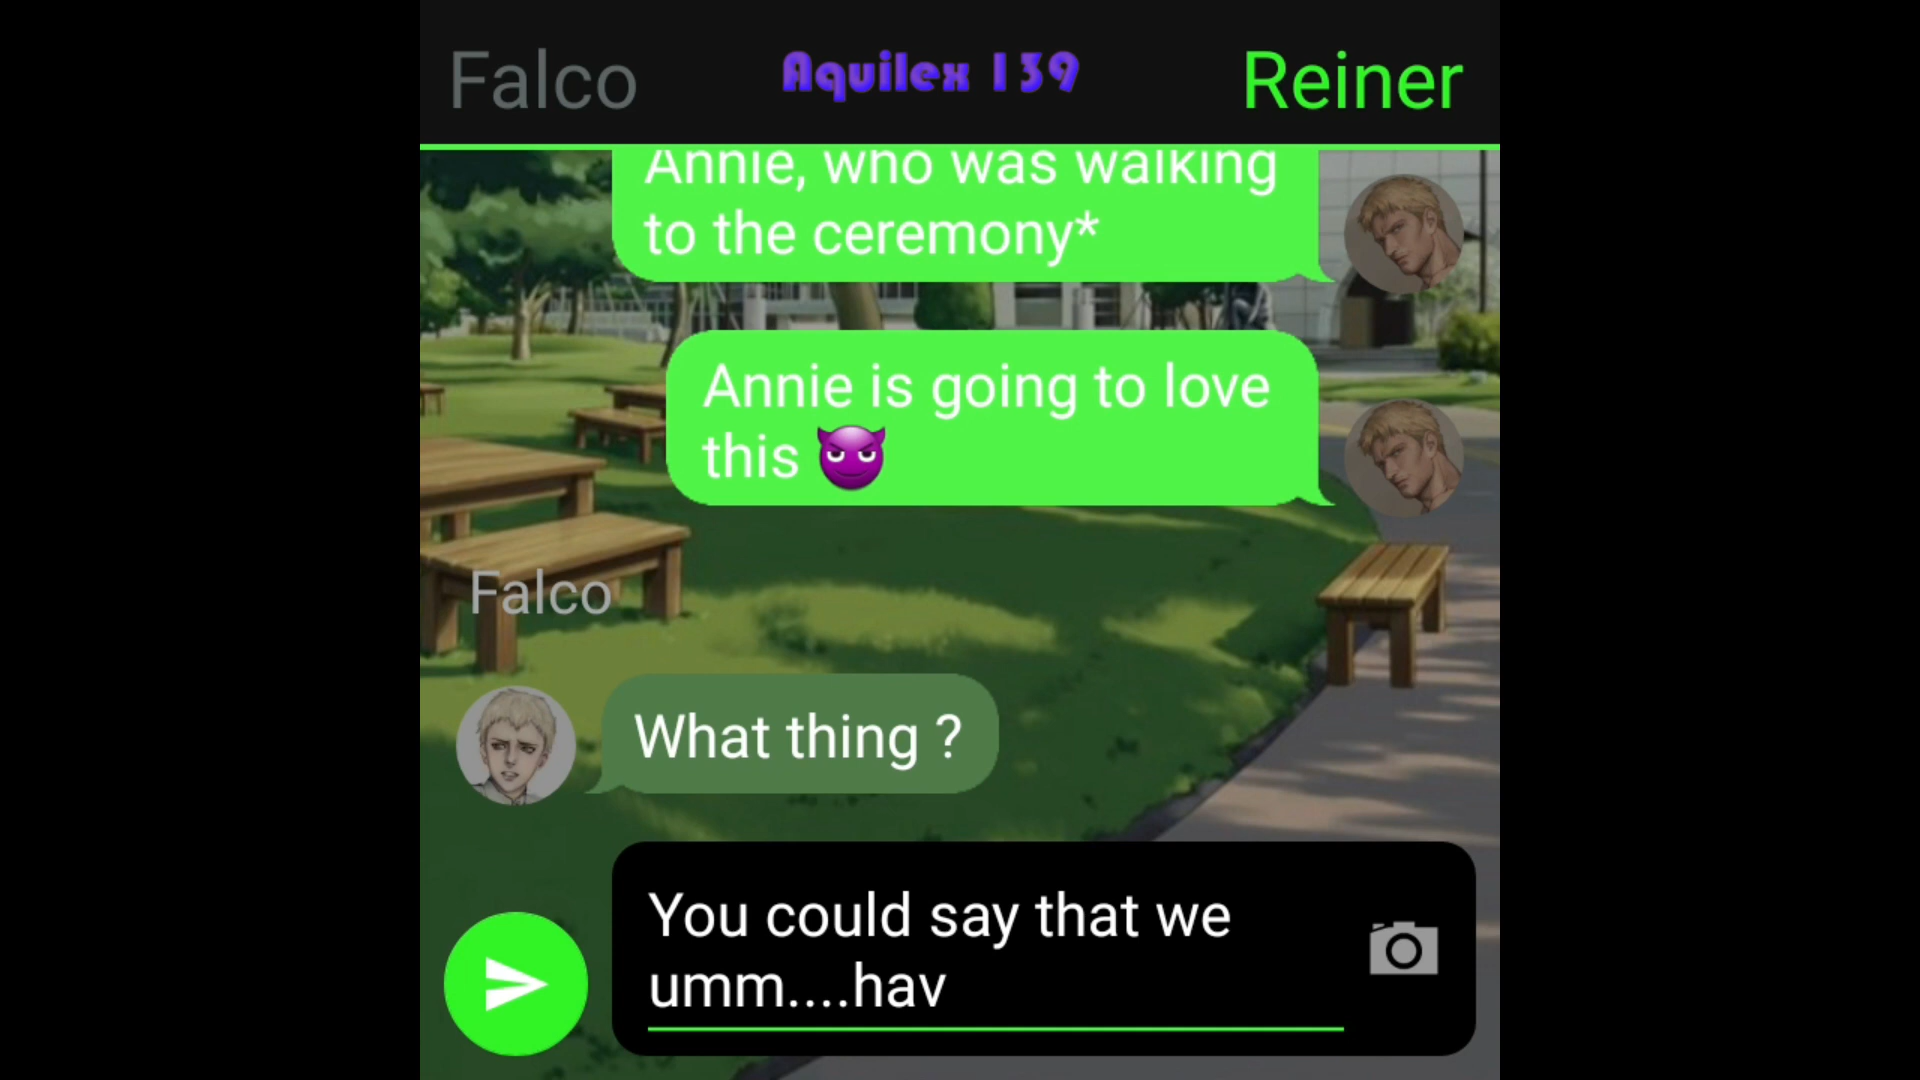 Falco
Aquilex 139
Reiner
Annie, who was walking
to the ceremony*
Annie is going to love
this 😈
Falco
What thing ?
You could say that we
umm....hav